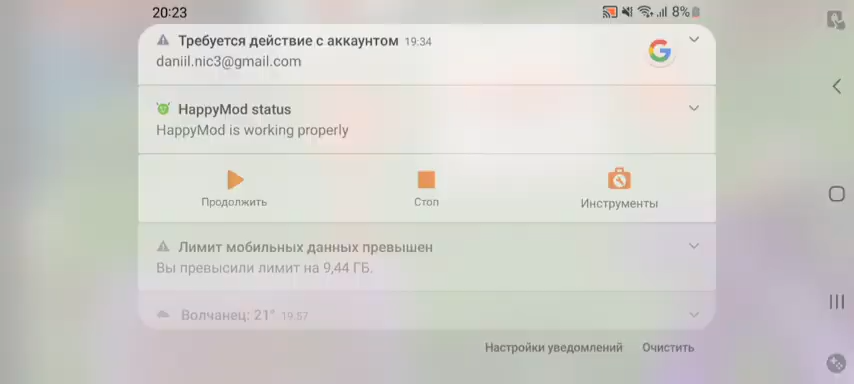 20:23
8%
Требуется действие с аккаунтом 19:34
daniil.nic3@gmail.com
HappyMod status
HappyMod is working properly
Продолжить
Стоп
Инструменты
Лимит мобильных данных превышен
Вы превысили лимит на 9,44 ГБ.
Волчанец: 21° 19:57
Настройки уведомлений
Очистить